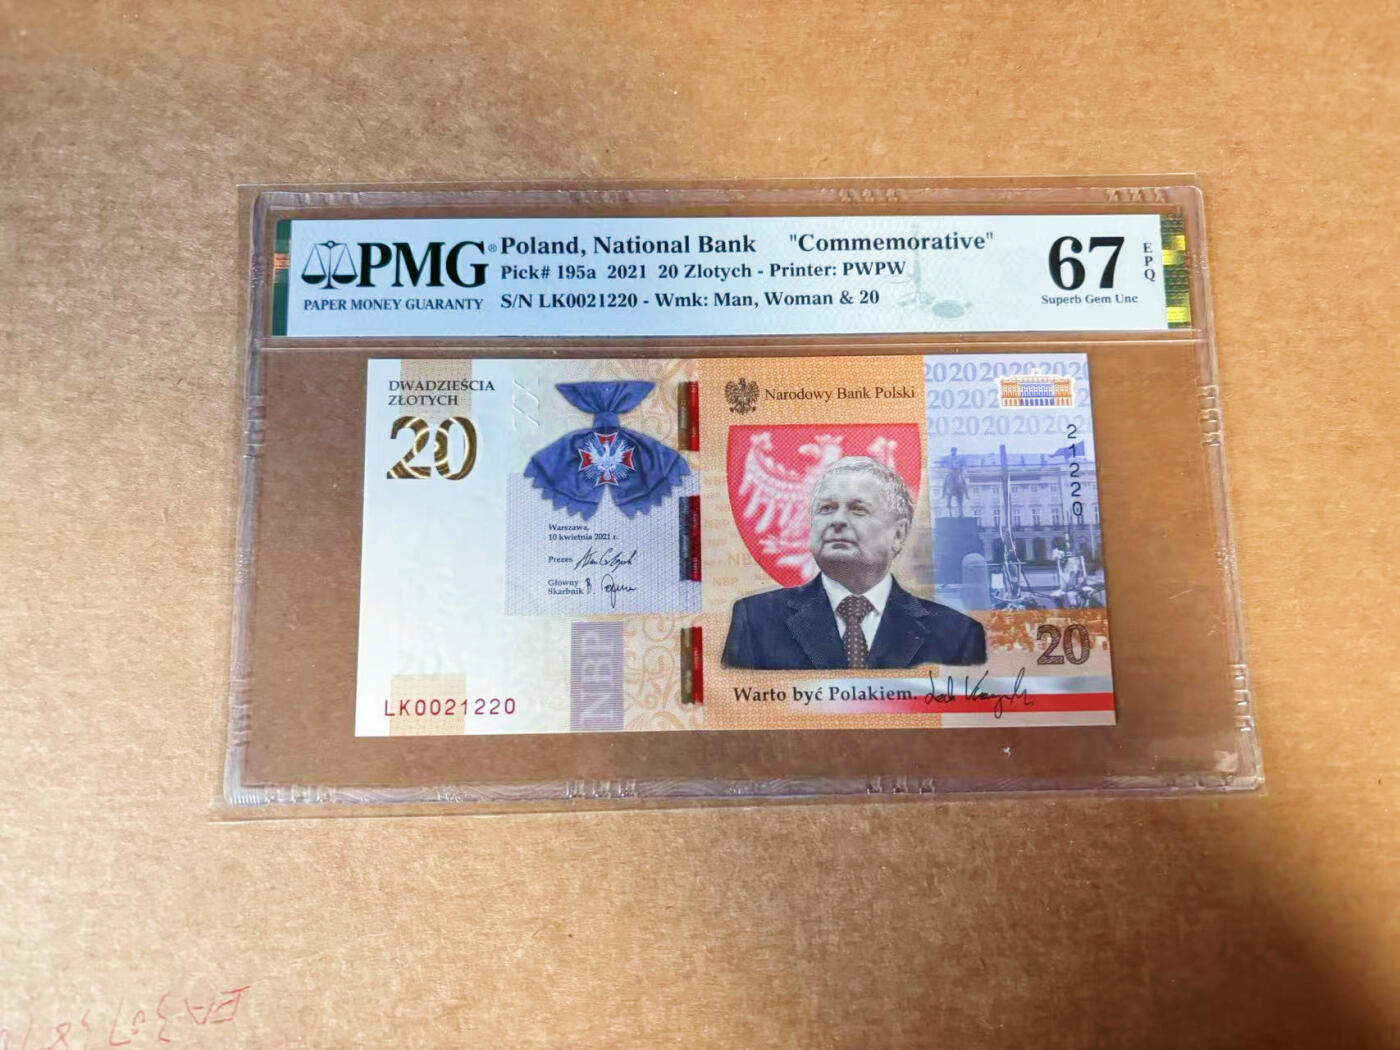 PMG®
PAPER MONEY GUARANTY
Poland, National Bank "Commemorative"
Pick# 195a 2021 20 Zlotych - Printer: PWPW
S/N LK0021220 - Wmk: Man, Woman & 20
67
EPQ
Superb Gem Unc
DWADZIEŚCIA
ZŁOTYCH
20
Warszawa,
10 kwietnia 2021 r.
Prezes
Główny
Skarbnik
NBP
LK0021220
Narodowy Bank Polski
NBP
20202020
21220
20
Warto być Polakiem.